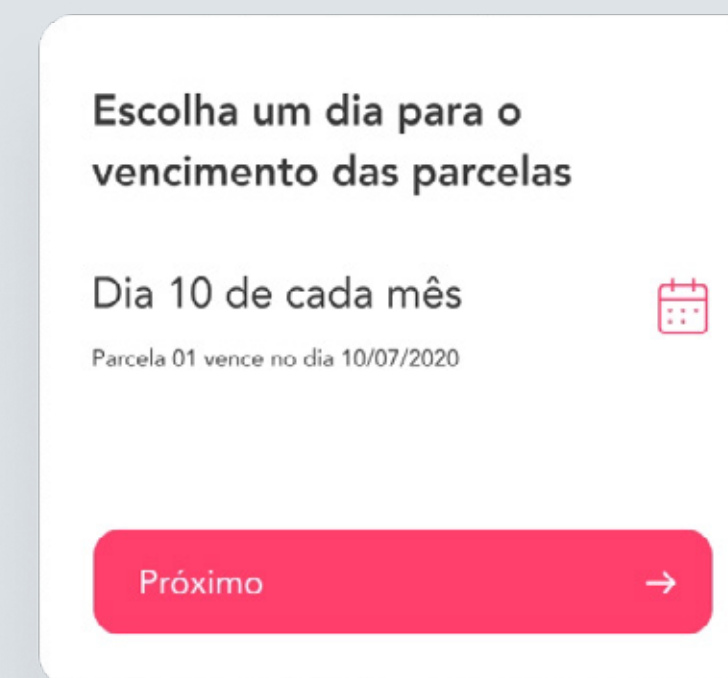 Escolha um dia para o
vencimento das parcelas
Dia 10 de cada mês
Parcela 01 vence no dia 10/07/2020
Próximo